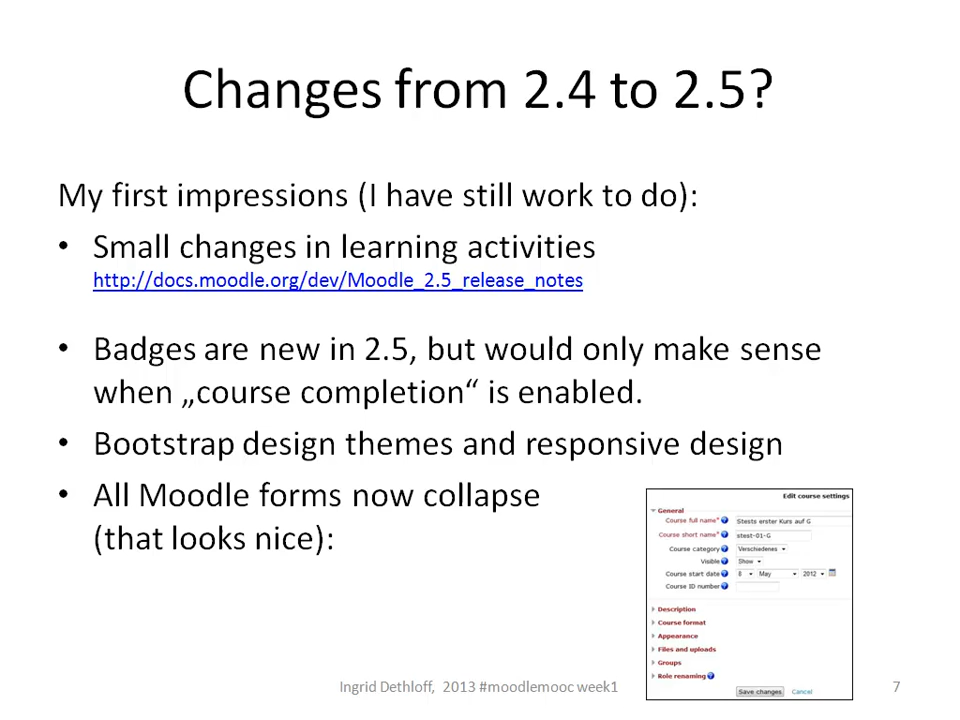 Changes from 2.4 to 2.5?
My first impressions (I have still work to do):
• Small changes in learning activities
http://docs.moodle.org/dev/Moodle_2.5_release_notes
• Badges are new in 2.5, but would only make sense
when „course completion“ is enabled.
• Bootstrap design themes and responsive design
• All Moodle forms now collapse
(that looks nice):
Edit course settings
General
Course full name* Stests erster Kurs auf G
Course short name* stest-01-G
Course category Verschiedenes
Visible Show
Course start date 8 May 2012
Course ID number
Description
Course format
Appearance
Files and uploads
Groups
Role renaming
Save changes Cancel
Ingrid Dethloff, 2013 #moodlemooc week1
7